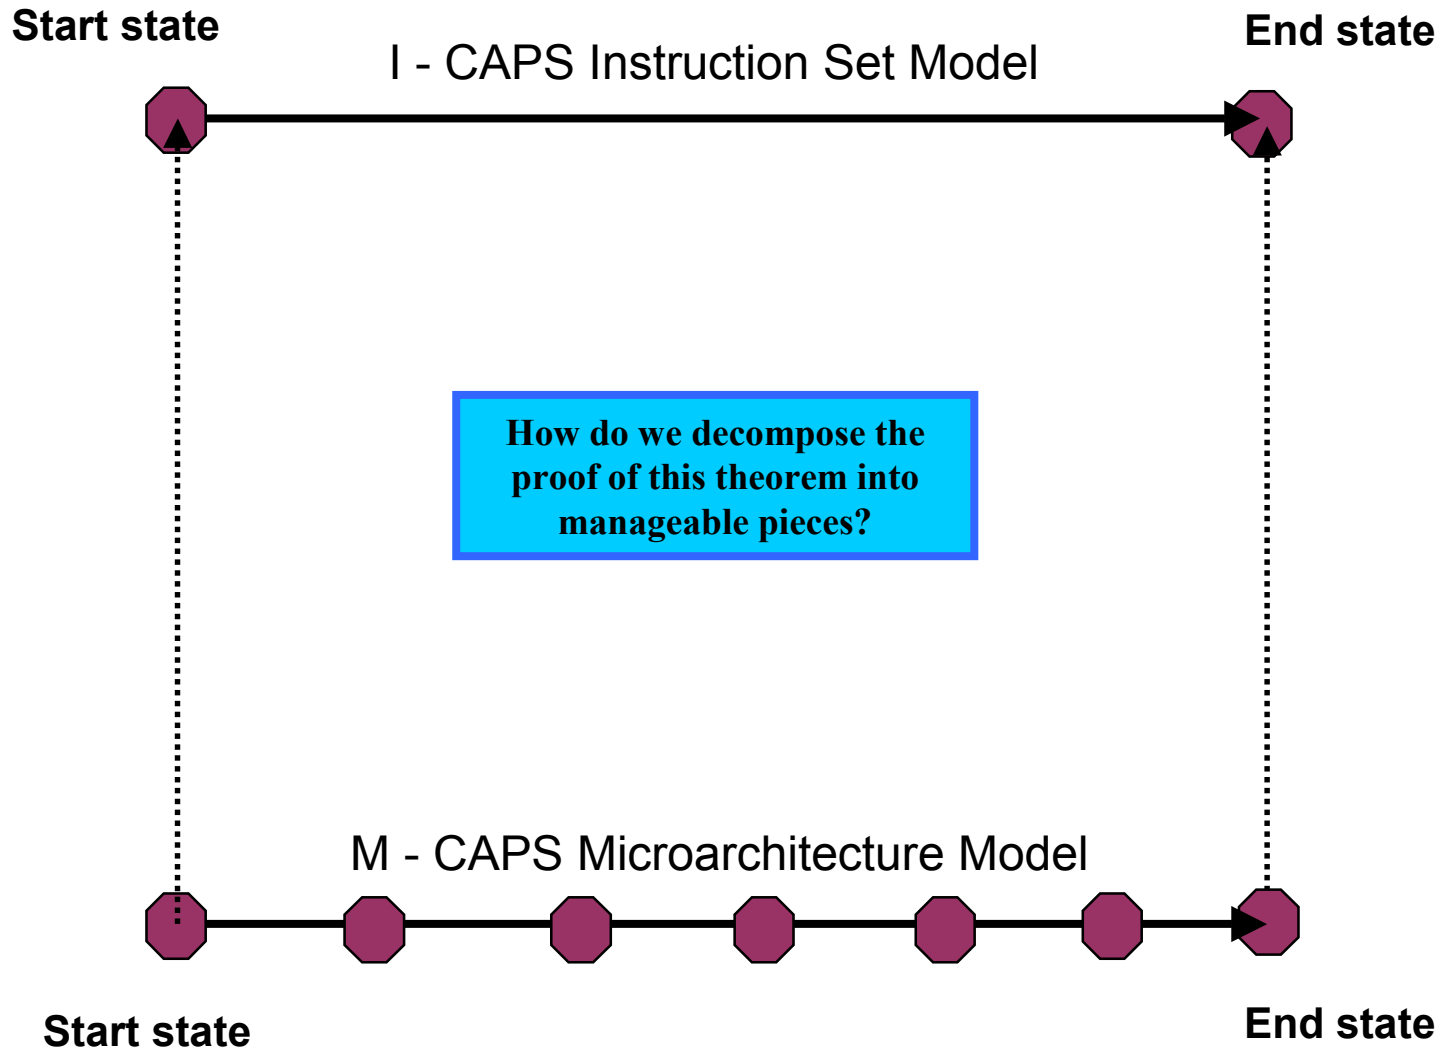 Start state
End state
I - CAPS Instruction Set Model
How do we decompose the
proof of this theorem into
manageable pieces?
M - CAPS Microarchitecture Model
Start state
End state